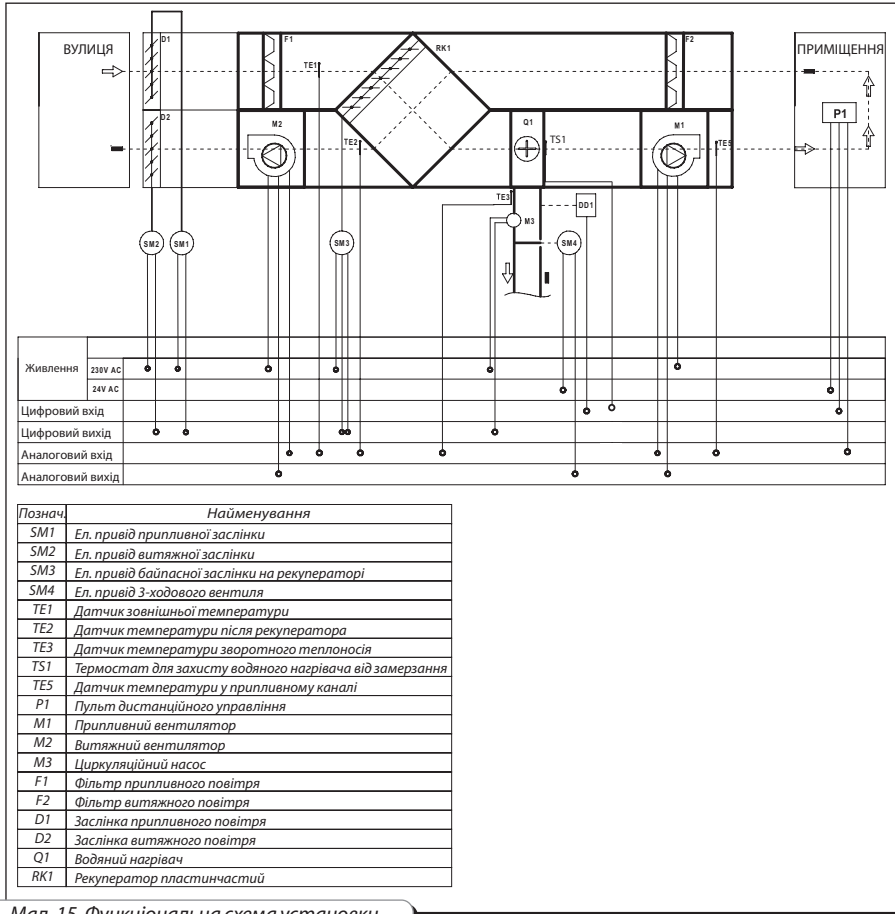 D1
F1
F2
ВУЛИЦЯ
ПРИМІЩЕННЯ
TE1
RK1
P1
D2
M2
Q1
M1
TE2
TS1
TE5
TE3
DD1
M3
SM2 SM1
SM3
SM4
Живлення
230V AC
24V AC
Цифровий вхід
Цифровий вихід
Аналоговий вхід
Аналоговий вихід
Познач. Найменування
SM1 Ел. привід припливної заслінки
SM2 Ел. привід витяжної заслінки
SM3 Ел. привід байпасної заслінки на рекуператорі
SM4 Ел. привід 3-ходового вентиля
TE1 Датчик зовнішньої температури
TE2 Датчик температури після рекуператора
TE3 Датчик температури зворотного теплоносія
TS1 Термостат для захисту водяного нагрівача від замерзання
TE5 Датчик температури у припливному каналі
P1 Пульт дистанційного управління
M1 Припливний вентилятор
M2 Витяжний вентилятор
M3 Циркуляційний насос
F1 Фільтр припливного повітря
F2 Фільтр витяжного повітря
D1 Заслінка припливного повітря
D2 Заслінка витяжного повітря
Q1 Водяний нагрівач
RK1 Рекуператор пластинчастий
Мал. 15. Функціональна схема установки